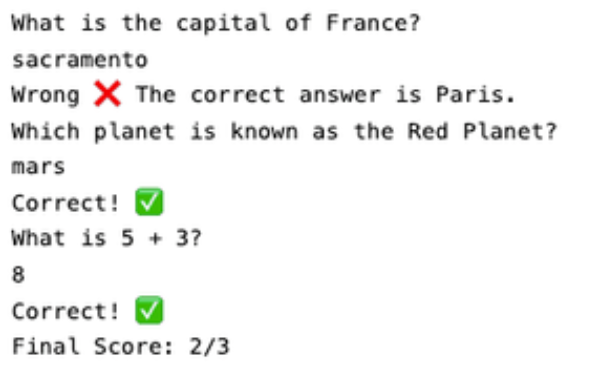 What is the capital of France?
sacramento
Wrong ❌ The correct answer is Paris.
Which planet is known as the Red Planet?
mars
Correct! ✅
What is 5 + 3?
8
Correct! ✅
Final Score: 2/3